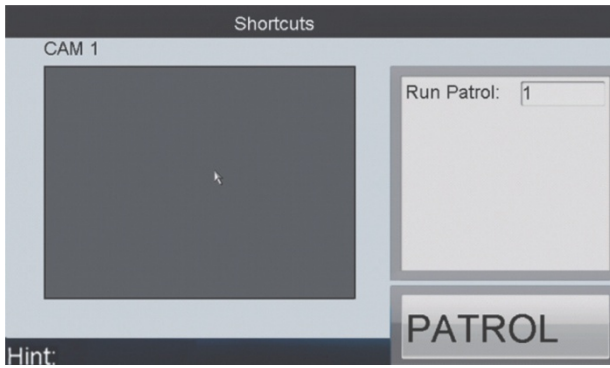 Shortcuts
CAM 1
Run Patrol: 1
PATROL
Hint: